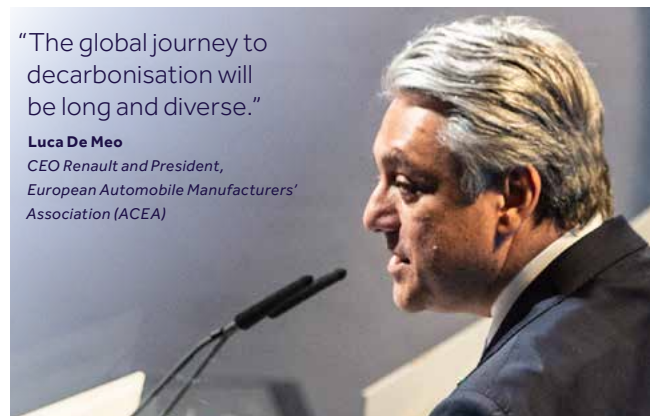 “The global journey to
decarbonisation will
be long and diverse.”
Luca De Meo
CEO Renault and President,
European Automobile Manufacturers’
Association (ACEA)